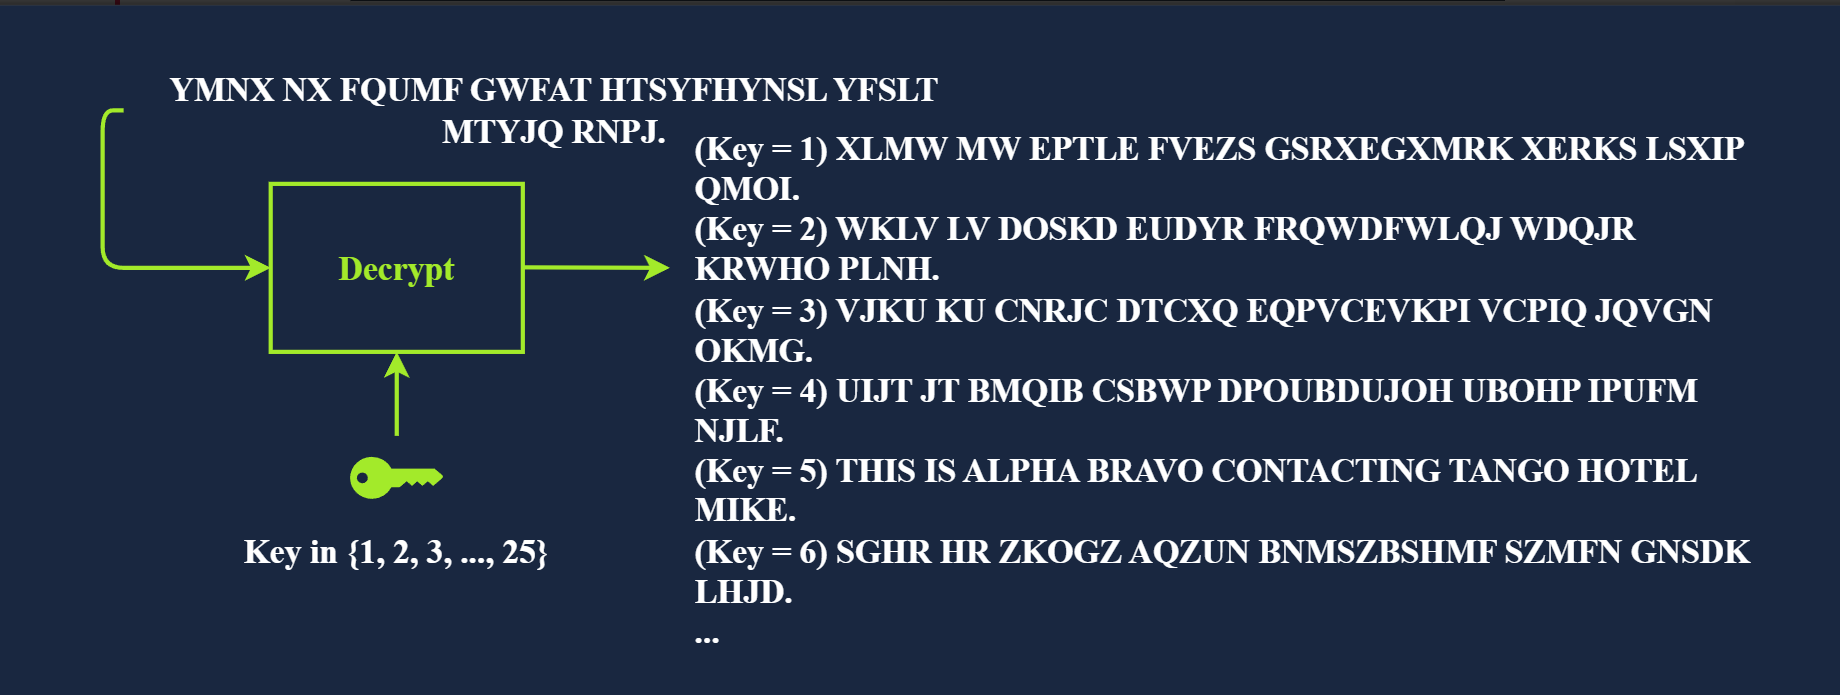 YMNX NX FQUMF GWFAT HTSYFHYNSL YFSLT
MTYJQ RNPJ.
Decrypt
Key in {1, 2, 3, ..., 25}
(Key = 1) XLMW MW EPTLE FVEZS GSRXEGXMRK XERKS LSXIP
QMOI.
(Key = 2) WKLV LV DOSKD EUDYR FRQWDFWLQJ WDQJR
KRWHO PLNH.
(Key = 3) VJKU KU CNRJC DTCXQ EQPVCEVKPI VCPIQ JQVGN
OKMG.
(Key = 4) UIJT JT BMQIB CSBWP DPOUBDUJOH UBOHP IPUFM
NJLF.
(Key = 5) THIS IS ALPHA BRAVO CONTACTING TANGO HOTEL
MIKE.
(Key = 6) SGHR HR ZKOGZ AQZUN BNMSZBSHMF SZMFN GNSDK
LHJD.
...